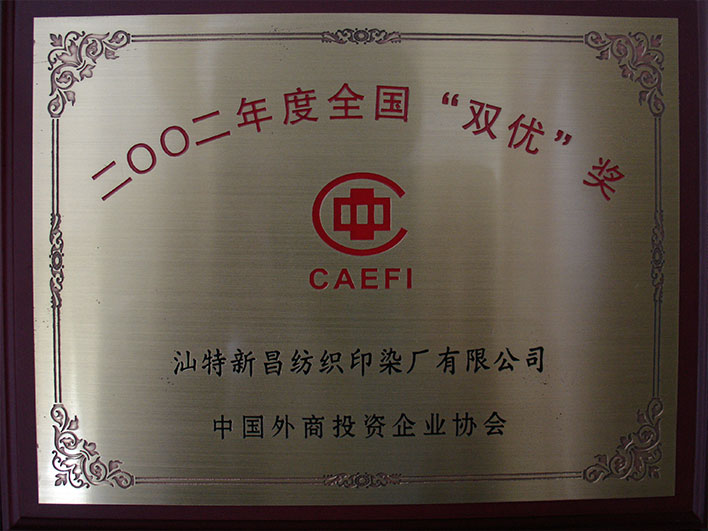 二〇〇二年度全国“双优”奖
中
CAEFI
汕特新昌纺织印染厂有限公司
中国外商投资企业协会